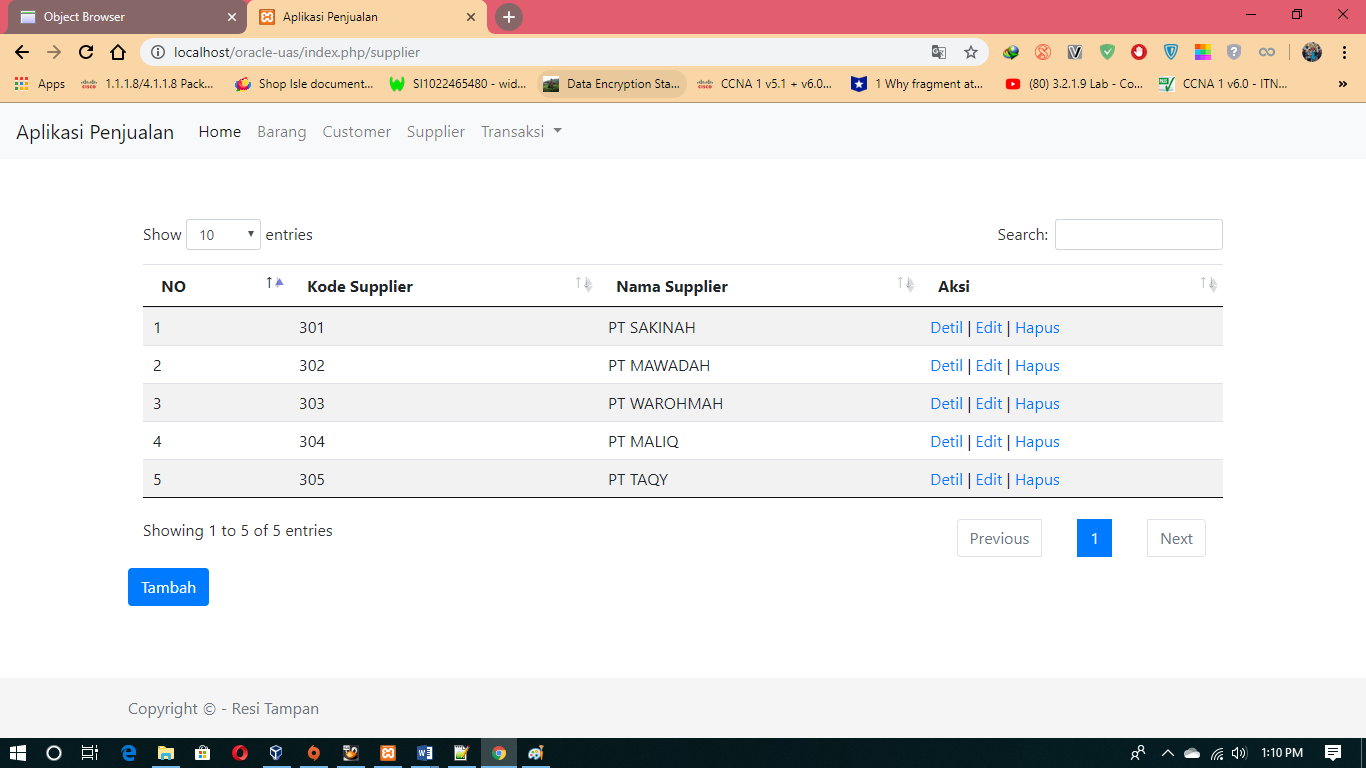 Object Browser
Aplikasi Penjualan
localhost/oracle-uas/index.php/supplier
Apps 1.1.1.8/4.1.1.8 Pack... Shop Isle document... SI1022465480 - wid... Data Encryption Sta... CCNA 1 v5.1 + v6.0... 1 Why fragment at... (80) 3.2.1.9 Lab - Co... CCNA 1 v6.0 - ITN...
Aplikasi Penjualan Home Barang Customer Supplier Transaksi
Show 10 entries Search:
NO Kode Supplier Nama Supplier Aksi
1 301 PT SAKINAH Detil | Edit | Hapus
2 302 PT MAWADAH Detil | Edit | Hapus
3 303 PT WAROHMAH Detil | Edit | Hapus
4 304 PT MALIQ Detil | Edit | Hapus
5 305 PT TAQY Detil | Edit | Hapus
Showing 1 to 5 of 5 entries Previous 1 Next
Tambah
Copyright © - Resi Tampan
1:10 PM